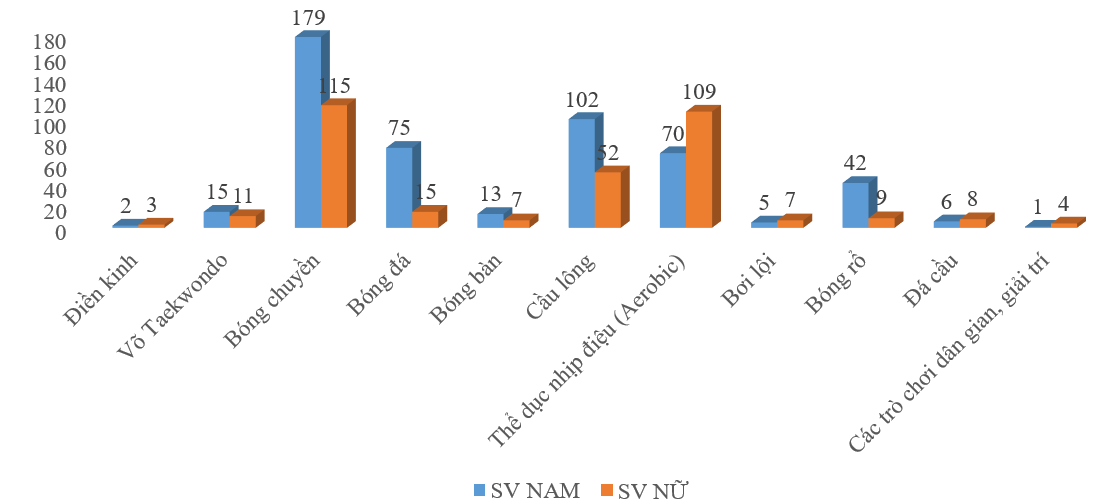 180
160
140
120
100
80
60
40
20
0
2 3
15 11
179 115
75 15
13 7
102 52
70 109
5 7
42 9
6 8
1 4
Điền kinh
Võ Taekwondo
Bóng chuyền
Bóng đá
Bóng bàn
Cầu lông
Thể dục nhịp điệu (Aerobic)
Bơi lội
Bóng rổ
Đá cầu
Các trò chơi dân gian, giải trí
SV NAM SV NỮ